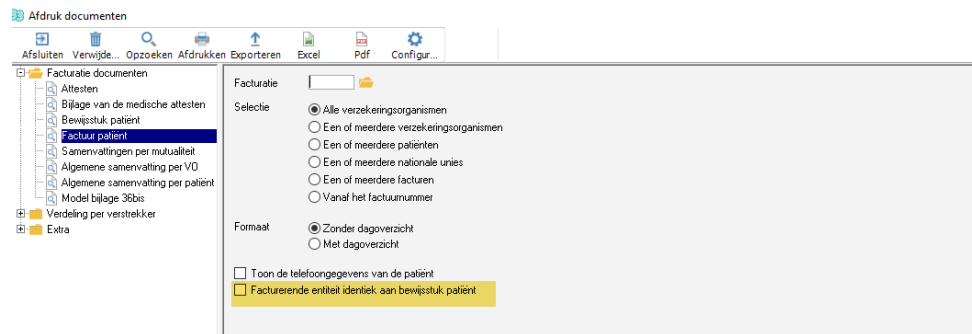 Afdruk documenten
Afsluiten Verwijde... Opzoeken Afdrukken Exporteren Excel Pdf Configur...
Facturatie documenten
Attesten
Bijlage van de medische attesten
Bewijsstuk patiënt
Factuur patiënt
Samenvattingen per mutualiteit
Algemene samenvatting per VO
Algemene samenvatting per patiënt
Model bijlage 36bis
Verdeling per verstrekker
Extra
Facturatie
Selectie
Alle verzekeringsorganismen
Een of meerdere verzekeringsorganismen
Een of meerdere patiënten
Een of meerdere nationale unies
Een of meerdere facturen
Vanaf het factuurnummer
Formaat
Zonder dagoverzicht
Met dagoverzicht
Toon de telefoongegevens van de patiënt
Facturerende entiteit identiek aan bewijsstuk patiënt